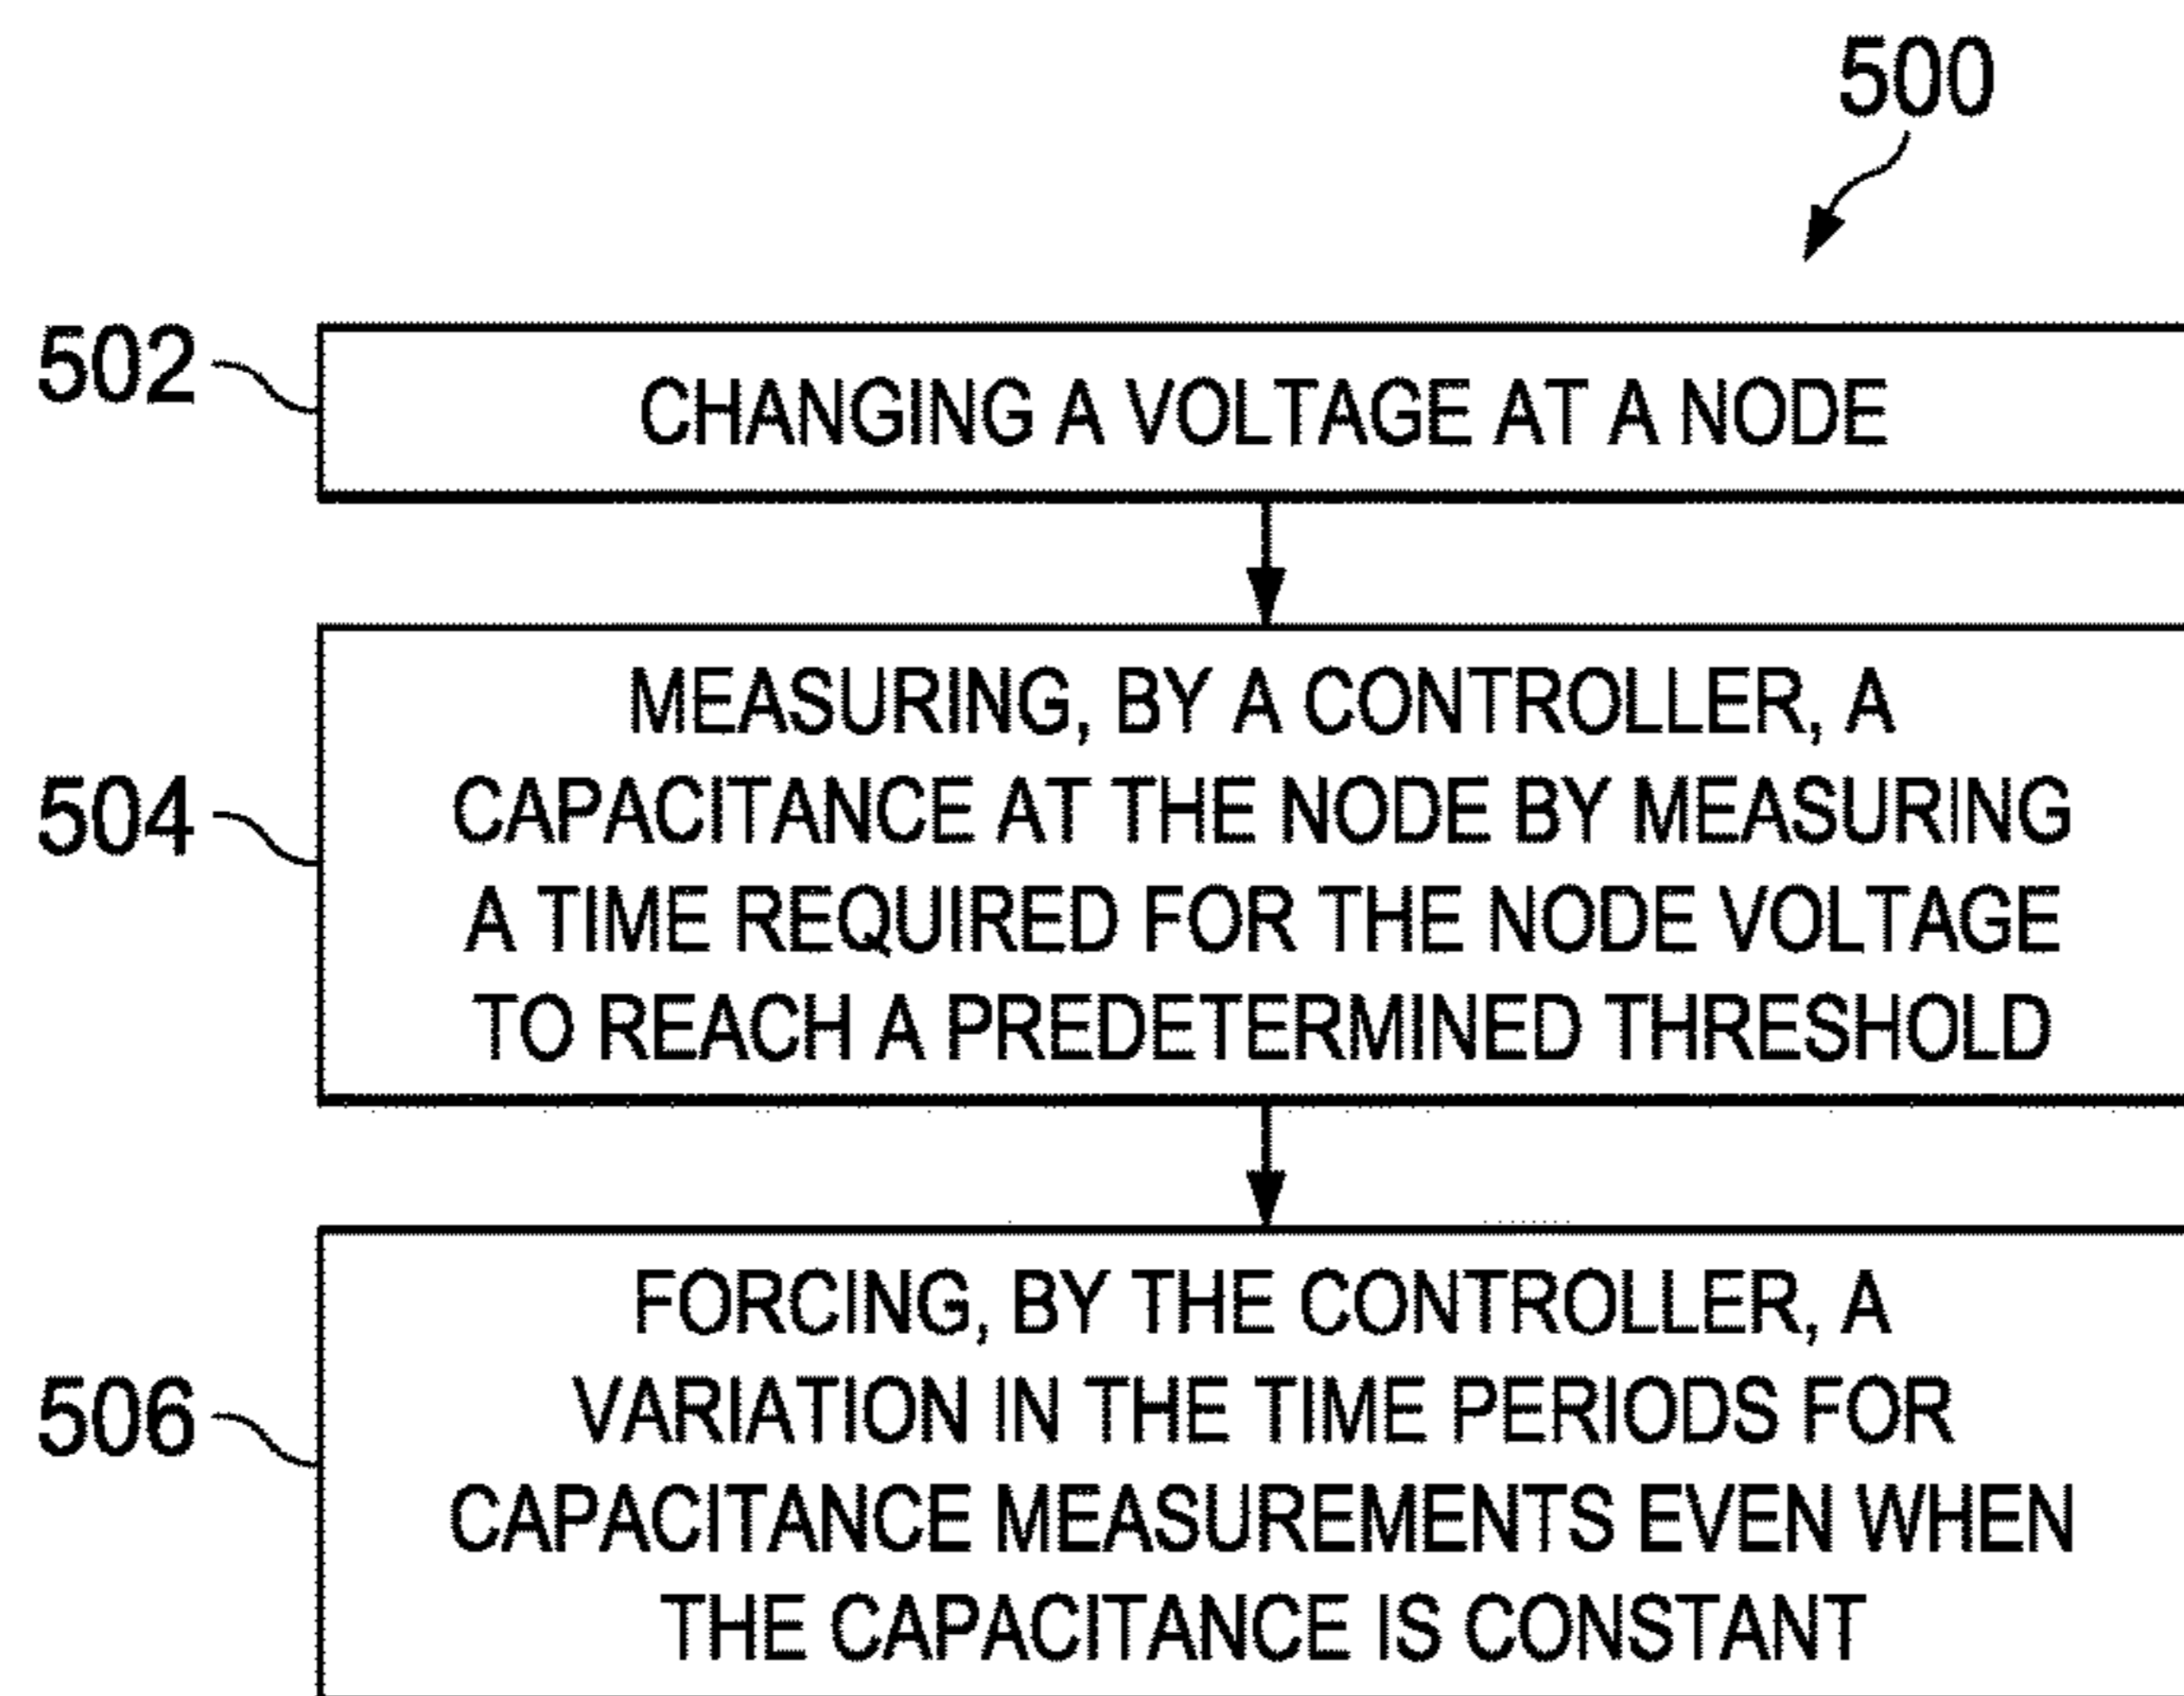 500
502
CHANGING A VOLTAGE AT A NODE
504
MEASURING, BY A CONTROLLER, A
CAPACITANCE AT THE NODE BY MEASURING
A TIME REQUIRED FOR THE NODE VOLTAGE
TO REACH A PREDETERMINED THRESHOLD
506
FORCING, BY THE CONTROLLER, A
VARIATION IN THE TIME PERIODS FOR
CAPACITANCE MEASUREMENTS EVEN WHEN
THE CAPACITANCE IS CONSTANT